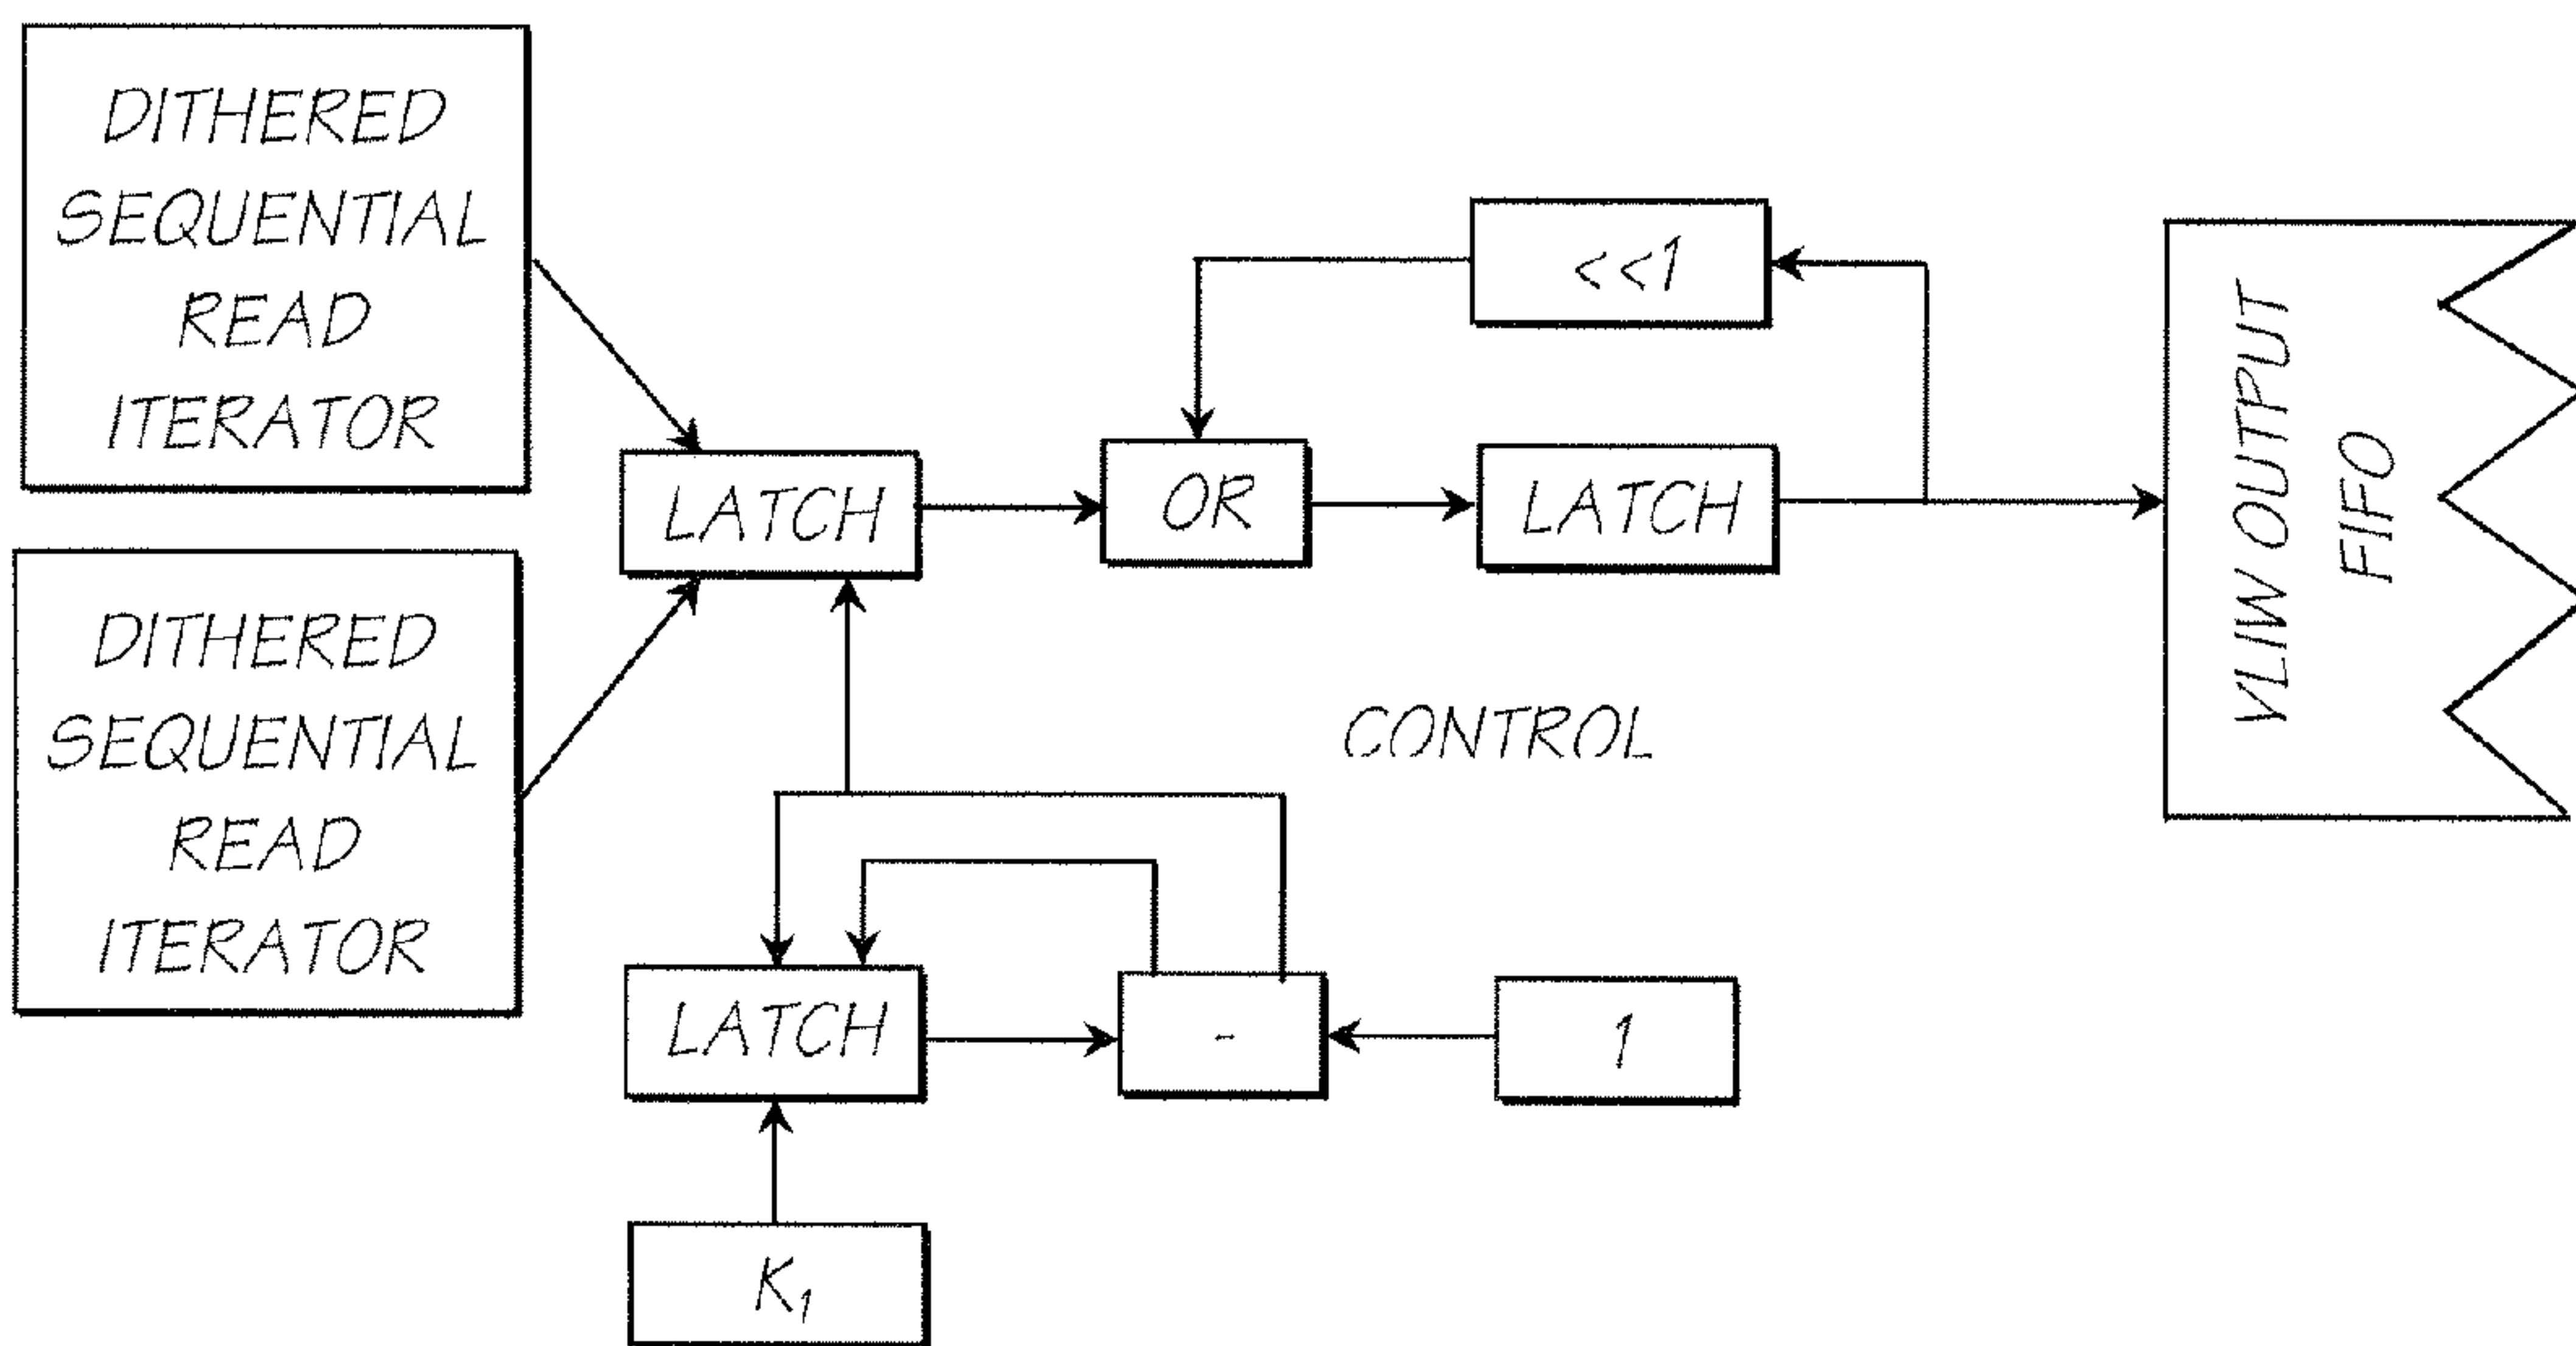 DITHERED
SEQUENTIAL
READ
ITERATOR
<<1
LATCH
OR
LATCH
VLIW OUTPUT
FIFO
DITHERED
SEQUENTIAL
READ
ITERATOR
CONTROL
LATCH
-
1
K₁